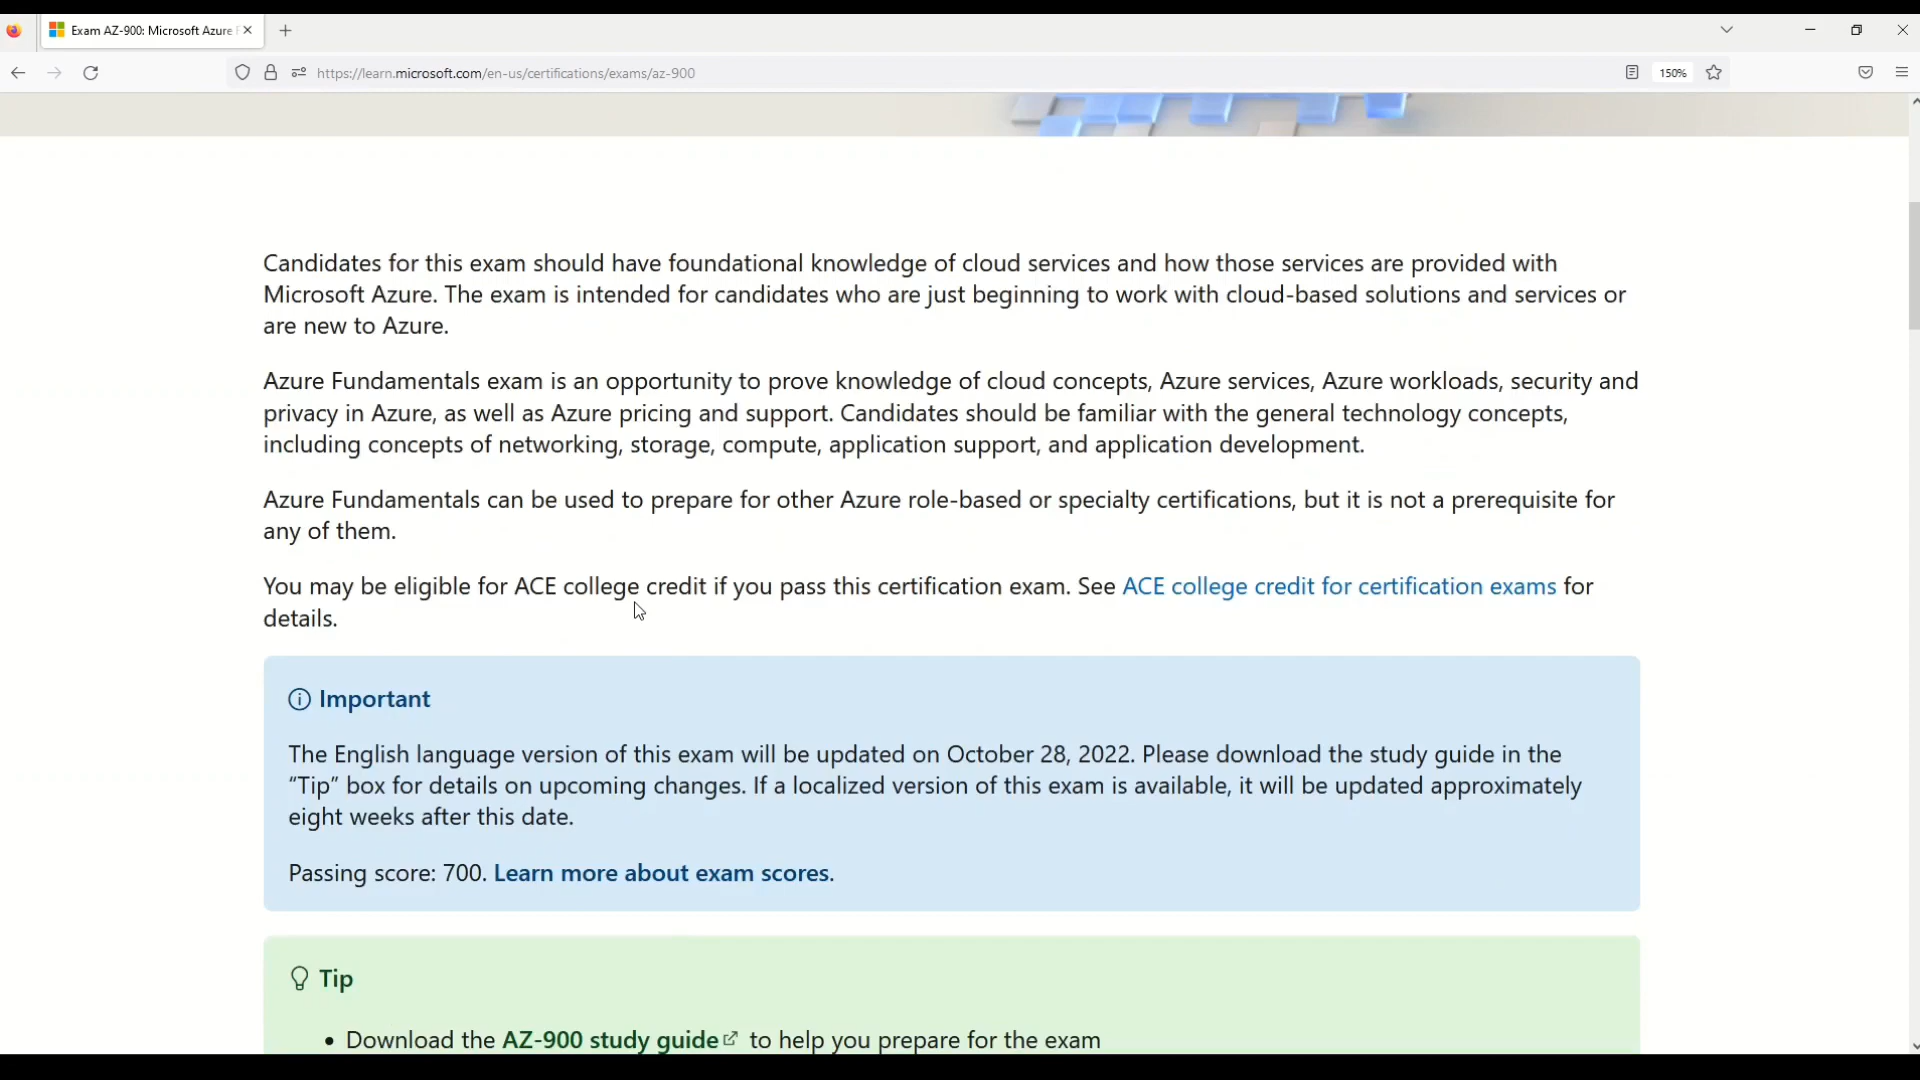 Exam AZ-900: Microsoft Azure F
https://learn.microsoft.com/en-us/certifications/exams/az-900
150%
Candidates for this exam should have foundational knowledge of cloud services and how those services are provided with
Microsoft Azure. The exam is intended for candidates who are just beginning to work with cloud-based solutions and services or
are new to Azure.
Azure Fundamentals exam is an opportunity to prove knowledge of cloud concepts, Azure services, Azure workloads, security and
privacy in Azure, as well as Azure pricing and support. Candidates should be familiar with the general technology concepts,
including concepts of networking, storage, compute, application support, and application development.
Azure Fundamentals can be used to prepare for other Azure role-based or specialty certifications, but it is not a prerequisite for
any of them.
You may be eligible for ACE college credit if you pass this certification exam. See ACE college credit for certification exams for
details.
Important
The English language version of this exam will be updated on October 28, 2022. Please download the study guide in the
“Tip” box for details on upcoming changes. If a localized version of this exam is available, it will be updated approximately
eight weeks after this date.
Passing score: 700. Learn more about exam scores.
Tip
• Download the AZ-900 study guide to help you prepare for the exam